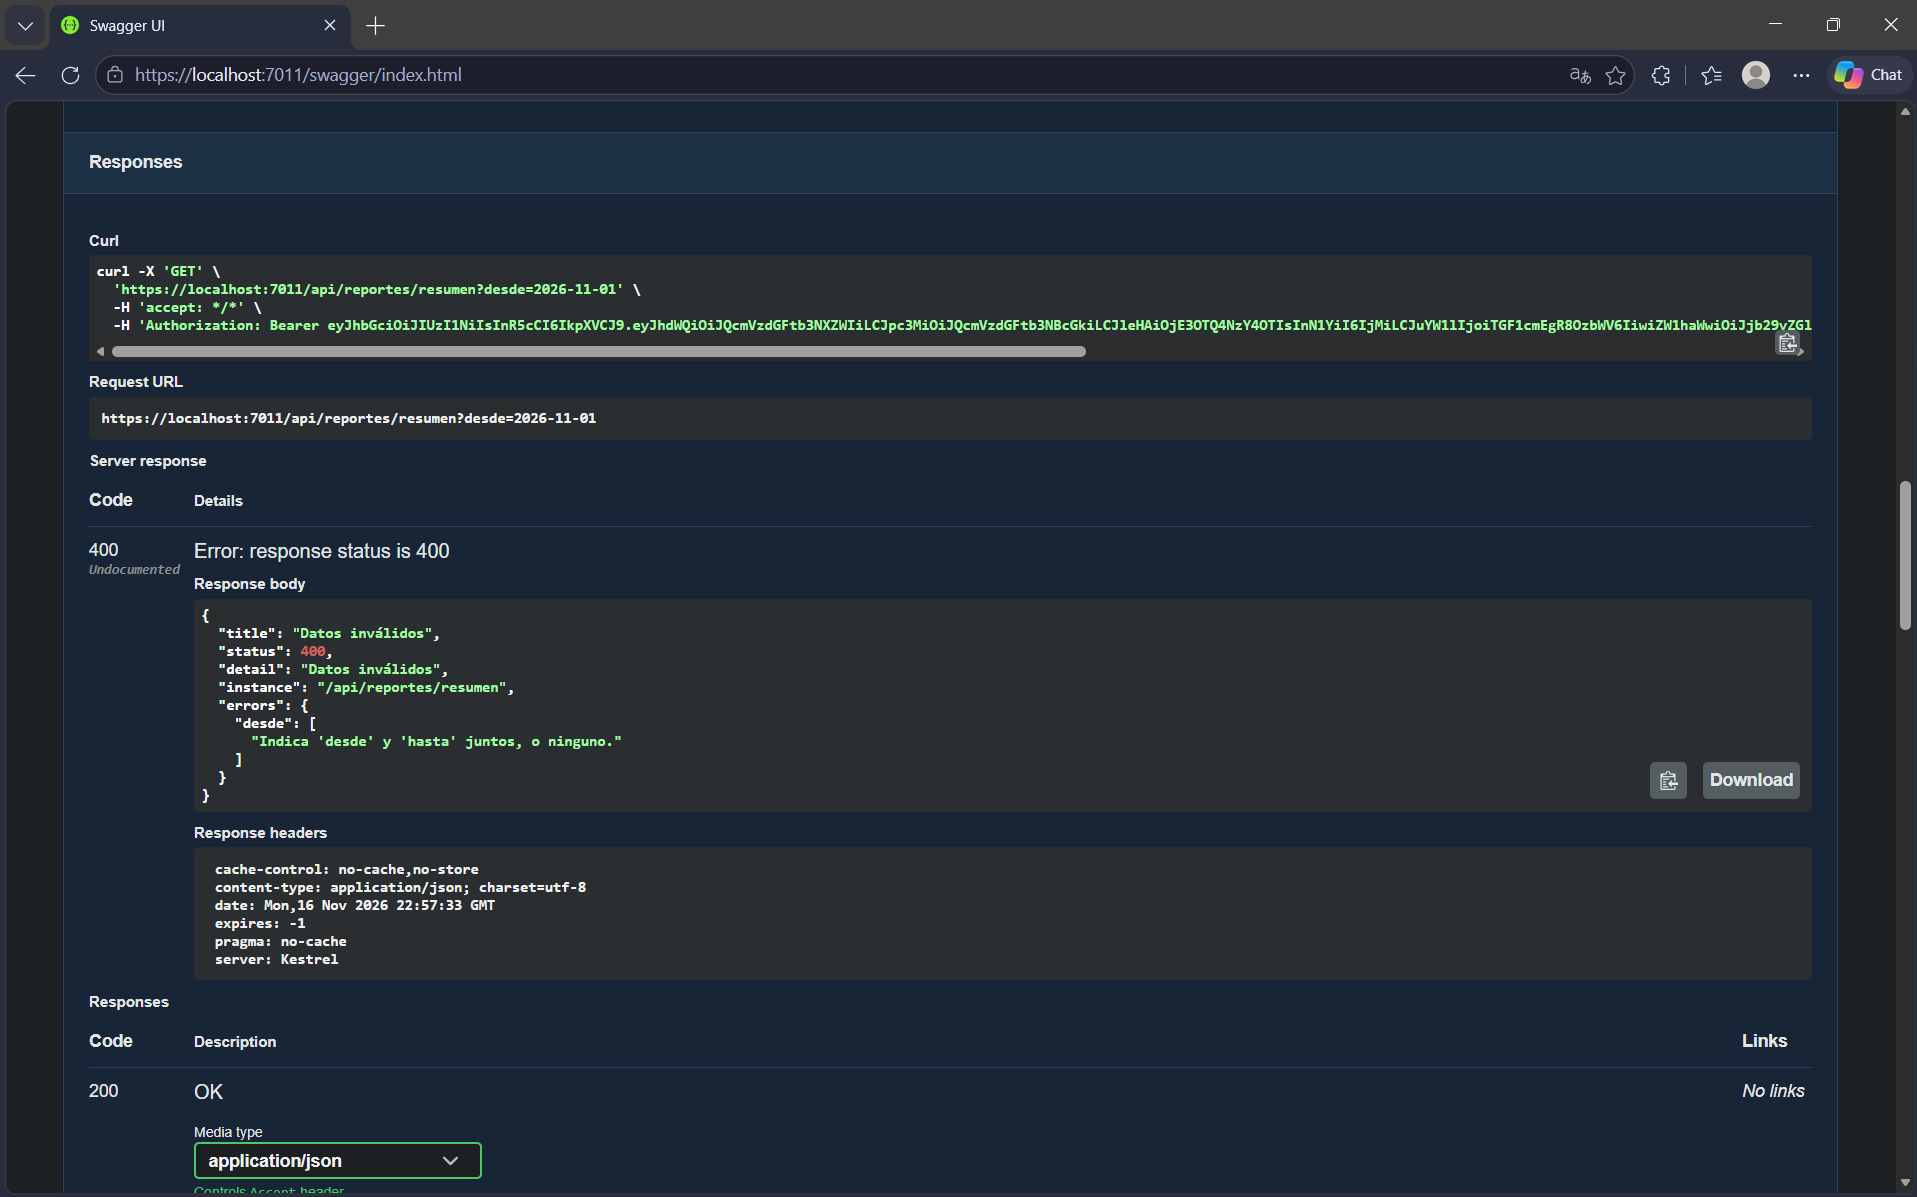 Swagger UI
https://localhost:7011/swagger/index.html
Chat
Responses
Curl
curl -X 'GET' \
'https://localhost:7011/api/reportes/resumen?desde=2026-11-01' \
-H 'accept: */*' \
-H 'Authorization: Bearer
Request URL
https://localhost:7011/api/reportes/resumen?desde=2026-11-01
Server response
Code Details
400 Error: response status is 400
Undocumented
Response body
{
"title": "Datos inválidos",
"status": 400,
"detail": "Datos inválidos",
"instance": "/api/reportes/resumen",
"errors": {
"desde": [
"Indica 'desde' y 'hasta' juntos, o ninguno."
]
}
}
Download
Response headers
cache-control: no-cache,no-store
content-type: application/json; charset=utf-8
date: Mon,16 Nov 2026 22:57:33 GMT
expires: -1
pragma: no-cache
server: Kestrel
Responses
Code Description Links
200 OK No links
Media type
application/json
Controls Accept header